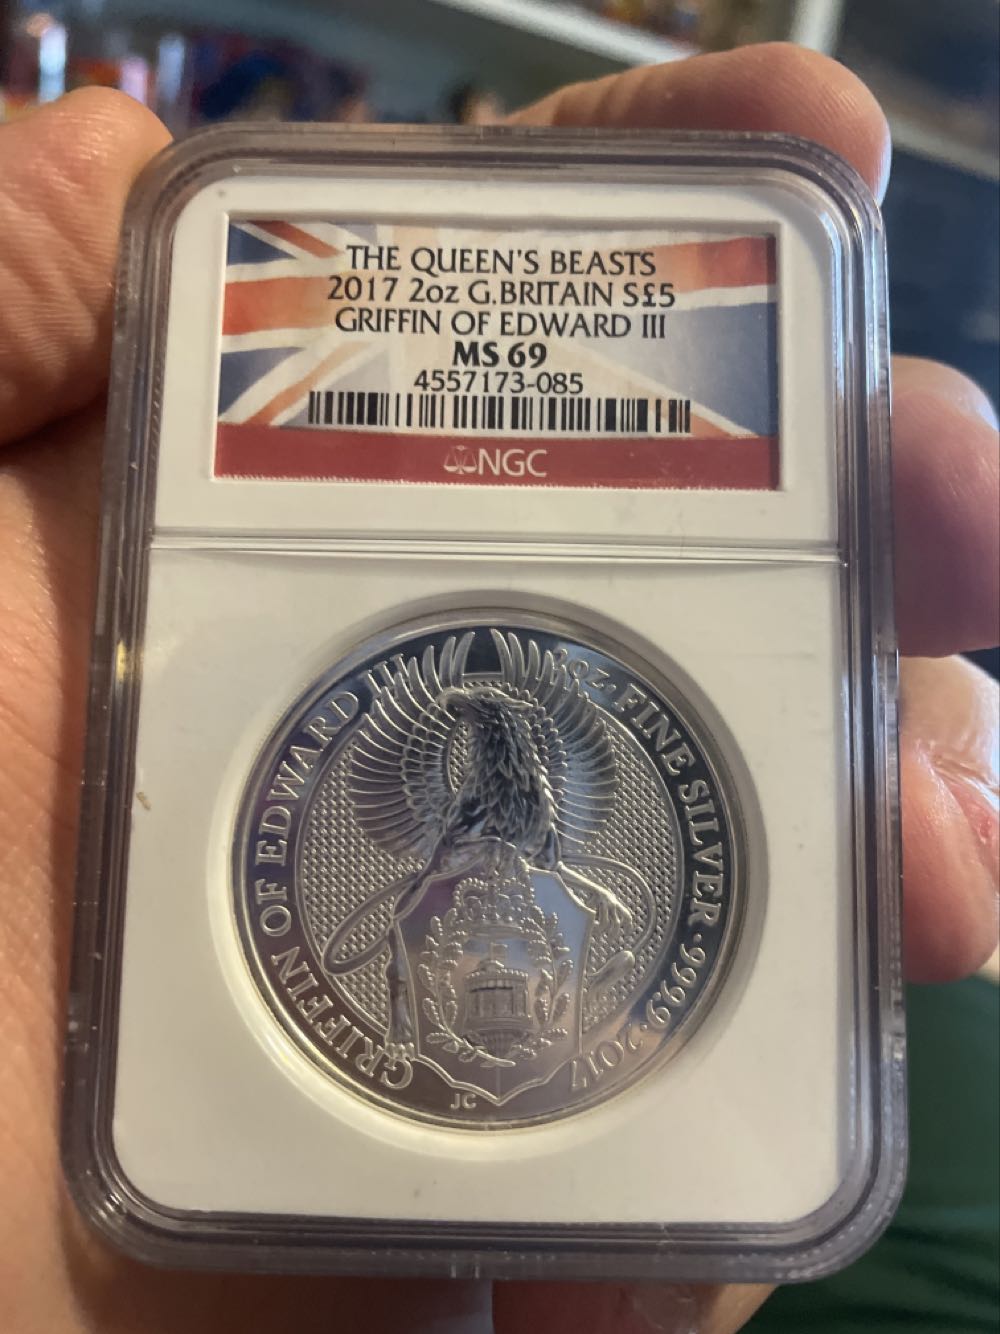 THE QUEEN'S BEASTS
2017 2oz G.BRITAIN S£5
GRIFFIN OF EDWARD III
MS 69
4557173-085
NGC
GRIFFIN OF EDWARD III
2oz. FINE SILVER · 9999 · 2017
JC